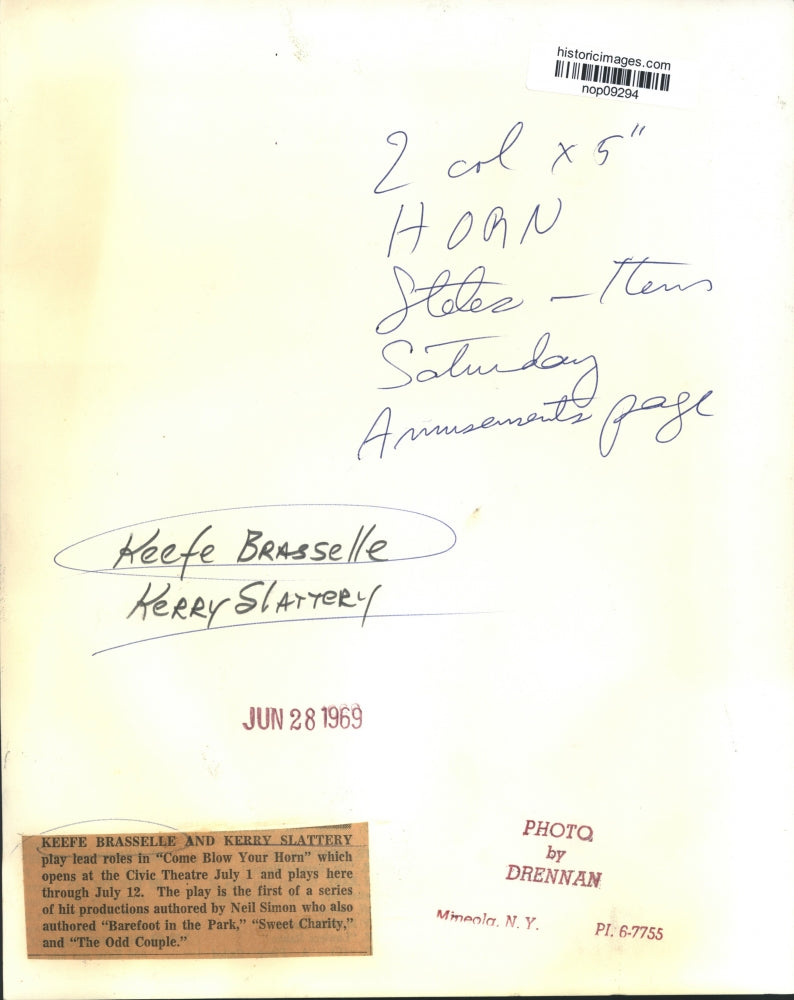 historicimages.com
nop09294
2 col x 5"
HORN
States - Item
Saturday
Amusements page
Keefe BRASSelle
KERRY SLATTERY
JUN 28 1969
KEEFE BRASSELLE AND KERRY SLATTERY
play lead roles in “Come Blow Your Horn” which
opens at the Civic Theatre July 1 and plays here
through July 12. The play is the first of a series
of hit productions authored by Neil Simon who also
authored “Barefoot in the Park,” “Sweet Charity,”
and “The Odd Couple.”
PHOTO
by
DRENNAN
Mineola, N. Y. PI. 6-7755